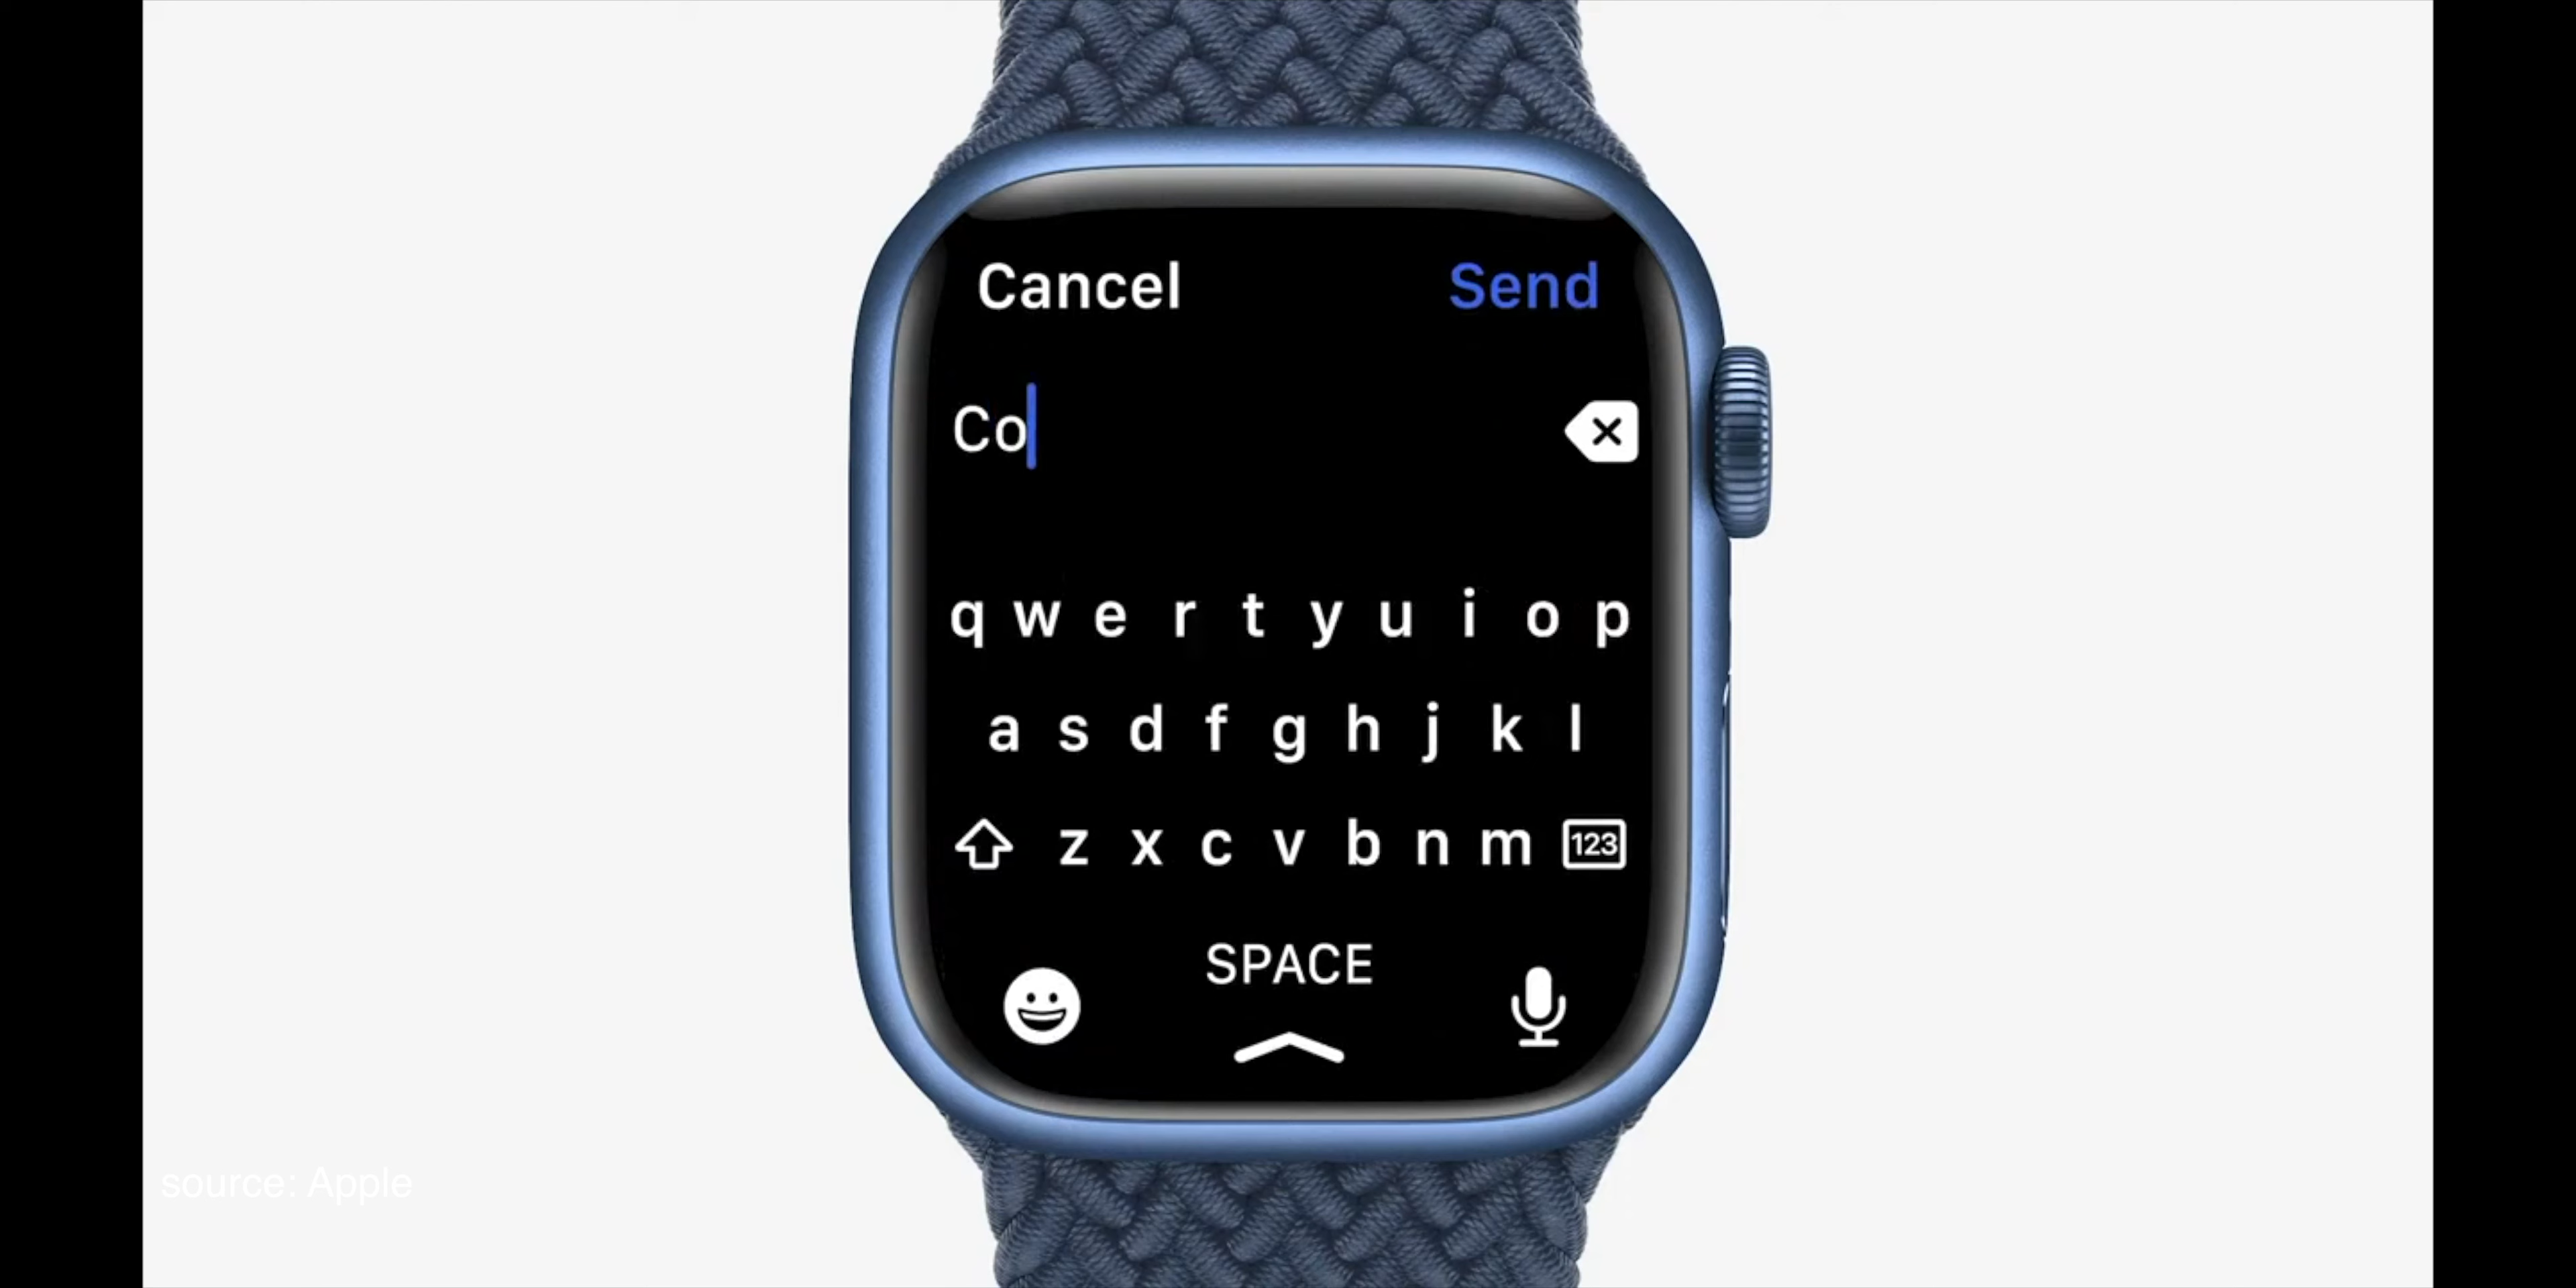 Cancel Send
Co
q w e r t y u i o p
a s d f g h j k l
z x c v b n m 123
SPACE
source: Apple